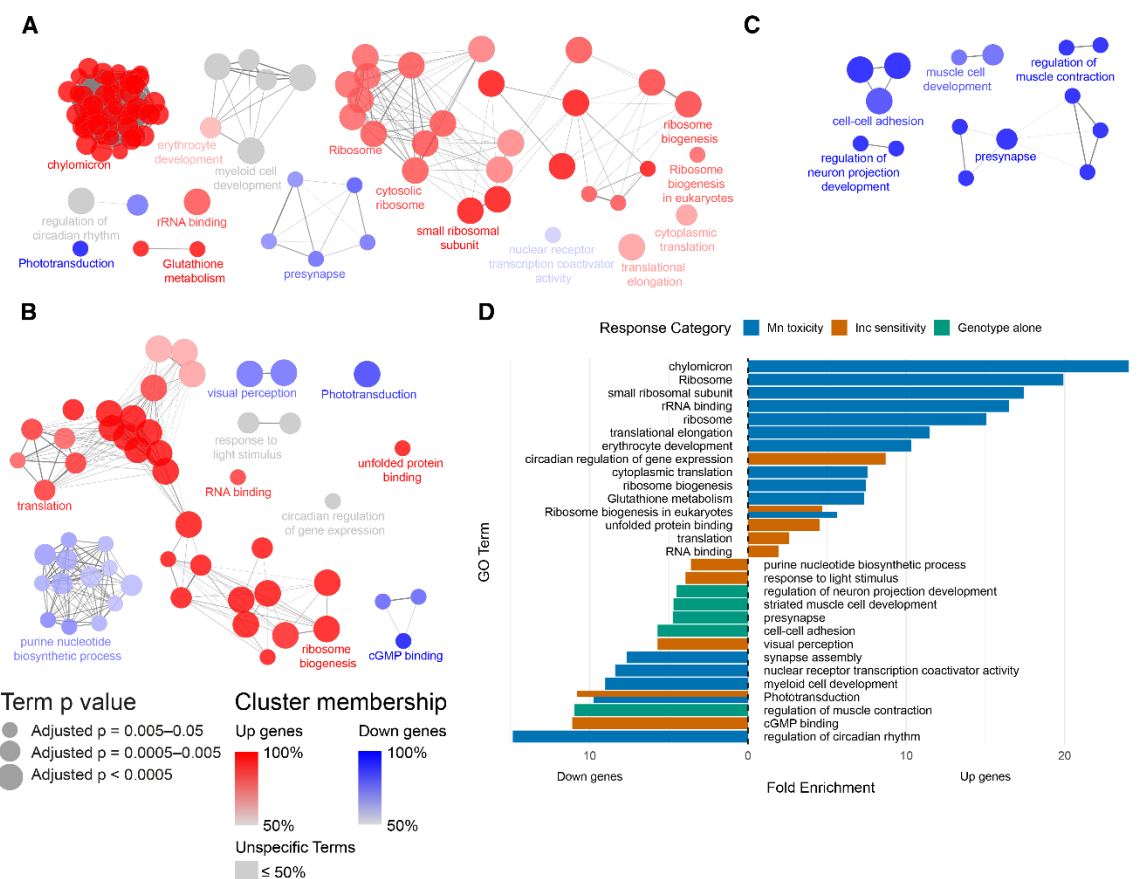 A
chylomicron
erythrocyte
development
myeloid cell
development
Ribosome
cytosolic
ribosome
small ribosomal
subunit
ribosome
biogenesis
Ribosome
biogenesis
in eukaryotes
cytoplasmic
translation
translational
elongation
nuclear receptor
transcription coactivator
activity
regulation of
circadian rhythm
rRNA binding
Phototransduction
Glutathione
metabolism
presynapse
C
cell-cell adhesion
muscle cell
development
regulation of
muscle contraction
regulation of
neuron projection
development
presynapse
B
translation
visual perception
Phototransduction
response to
light stimulus
unfolded protein
binding
RNA binding
circadian regulation
of gene expression
purine nucleotide
biosynthetic process
ribosome
biogenesis
cGMP binding
Term p value
Adjusted p = 0.005–0.05
Adjusted p = 0.0005–0.005
Adjusted p < 0.0005
Cluster membership
Up genes
100%
50%
Down genes
100%
50%
Unspecific Terms
≤ 50%
D
Response Category
Mn toxicity
Inc sensitivity
Genotype alone
GO Term
chylomicron
Ribosome
small ribosomal subunit
rRNA binding
ribosome
translational elongation
erythrocyte development
circadian regulation of gene expression
cytoplasmic translation
ribosome biogenesis
Glutathione metabolism
Ribosome biogenesis in eukaryotes
unfolded protein binding
translation
RNA binding
purine nucleotide biosynthetic process
response to light stimulus
regulation of neuron projection development
striated muscle cell development
presynapse
cell-cell adhesion
visual perception
synapse assembly
nuclear receptor transcription coactivator activity
myeloid cell development
Phototransduction
regulation of muscle contraction
cGMP binding
regulation of circadian rhythm
10 0 10 20
Down genes
Up genes
Fold Enrichment